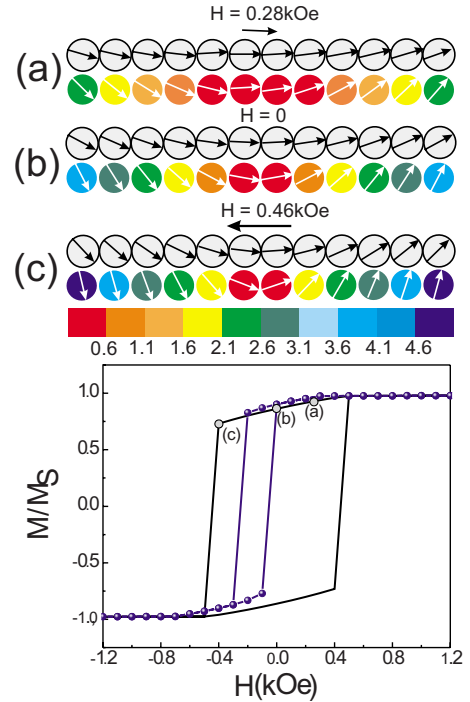 H = 0.28kOe
(a)
H = 0
(b)
H = 0.46kOe
(c)
0.6 1.1 1.6 2.1 2.6 3.1 3.6 4.1 4.6
1.0
0.5
0.0
-0.5
-1.0
M/M_S
(c) (b) (a)
-1.2 -0.8 -0.4 0.0 0.4 0.8 1.2
H(kOe)